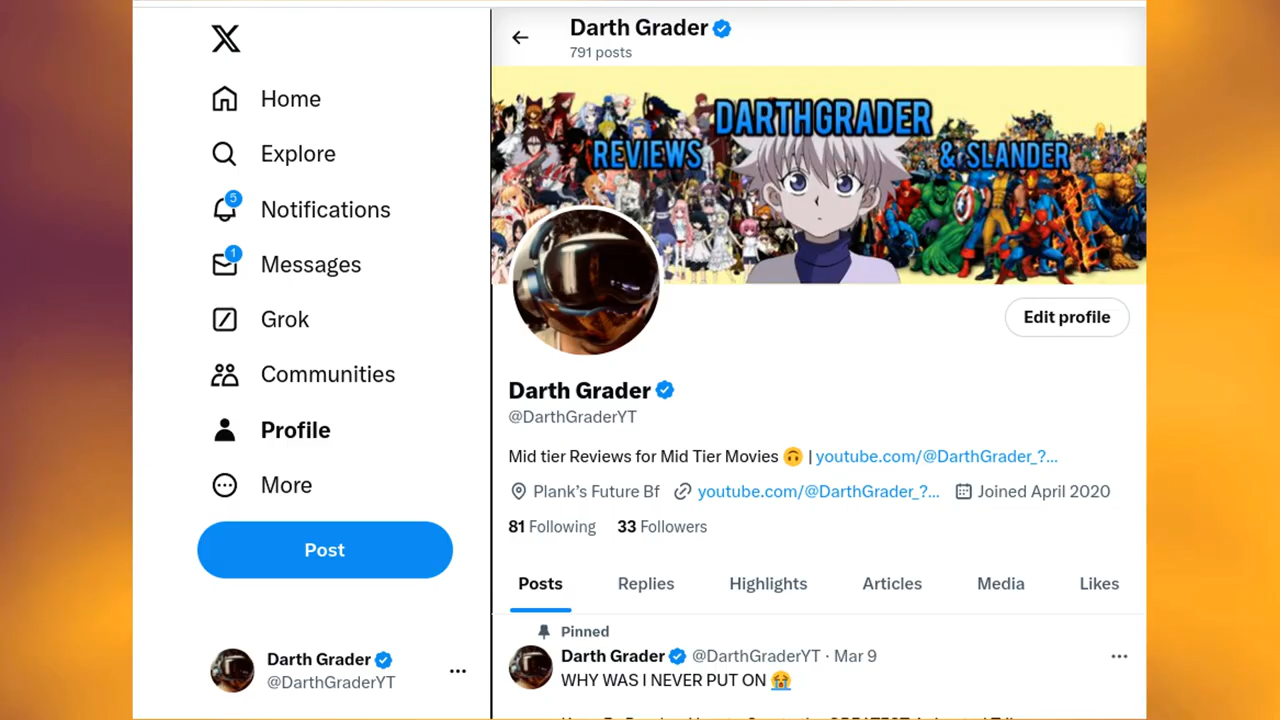 Home
Explore
5
Notifications
1
Messages
Grok
Communities
Profile
More
Post
Darth Grader
@DarthGraderYT
Darth Grader
791 posts
DARTHGRADER
REVIEWS & SLANDER
Edit profile
Darth Grader
@DarthGraderYT
Mid tier Reviews for Mid Tier Movies 🙃 | youtube.com/@DarthGrader_?...
Plank’s Future Bf youtube.com/@DarthGrader_?... Joined April 2020
81 Following 33 Followers
Posts Replies Highlights Articles Media Likes
Pinned
Darth Grader @DarthGraderYT · Mar 9
WHY WAS I NEVER PUT ON 😭